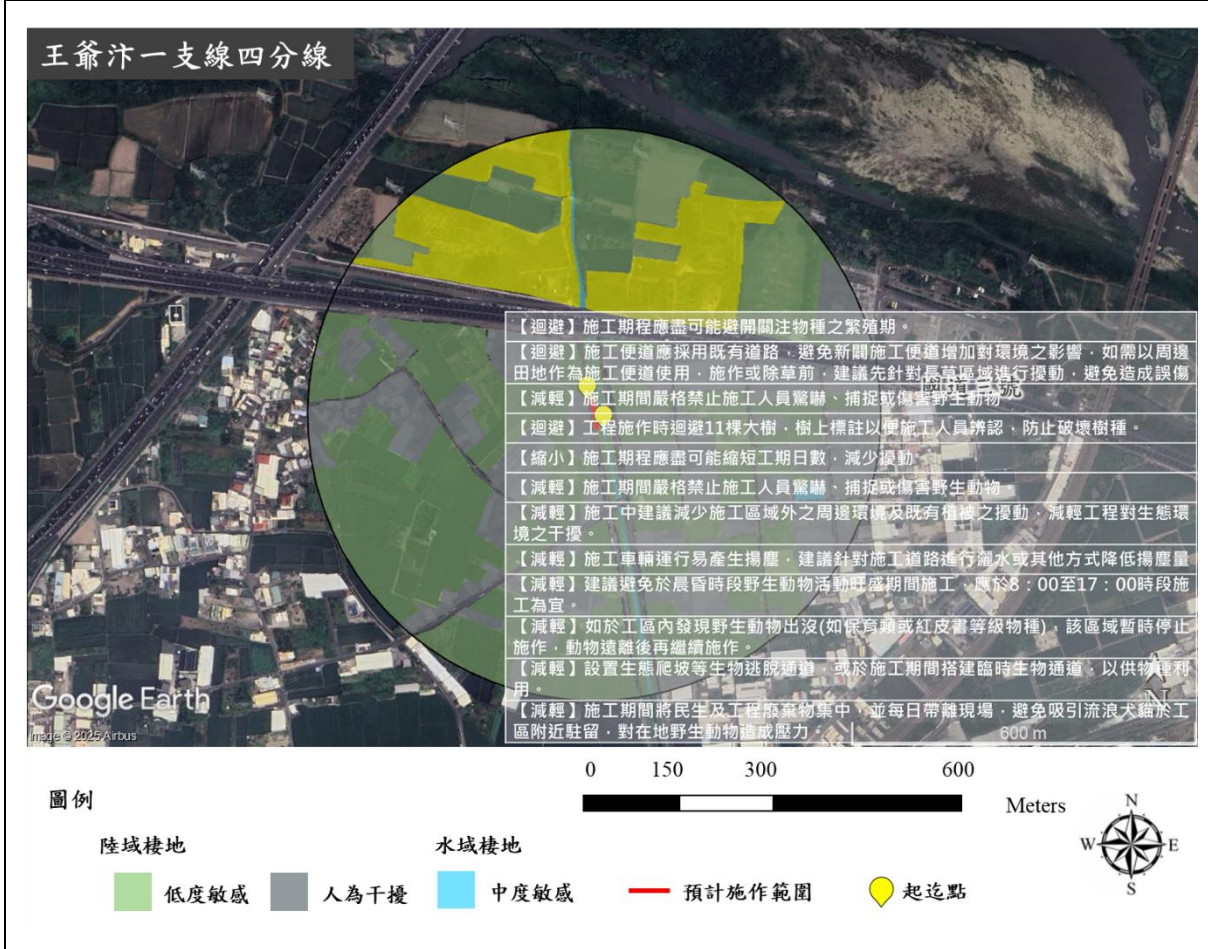 王爺汴一支線四分線
【迴避】施工期程應盡可能避開關注物種之繁殖期。
【迴避】施工便道應採用既有道路，避免新闢施工便道增加對環境之影響，如需以周邊
田地作為施工便道使用，施作或除草前，建議先針對長草區域進行擾動，避免造成誤傷
國道三號
【減輕】施工期間嚴格禁止施工人員驚嚇、捕捉或傷害野生動物
【迴避】工程施作時迴避11棵大樹，樹上標註以便施工人員辨認，防止破壞樹種。
【縮小】施工期程應盡可能縮短工期日數，減少擾動。
【減輕】施工期間嚴格禁止施工人員驚嚇、捕捉或傷害野生動物
【減輕】施工中建議減少施工區域外之周邊環境及既有植被之擾動，減輕工程對生態環
境之干擾。
【減輕】施工車輛運行易產生揚塵，建議針對施工道路進行灑水或其他方式降低揚塵量
【減輕】建議避免於晨昏時段野生動物活動旺盛期間施工，應於8：00至17：00時段施
工為宜。
【減輕】如於工區內發現野生動物出沒(如保育類或紅皮書等級物種)，該區域暫時停止
施作，動物遠離後再繼續施作。
【減輕】設置生態爬坡等生物逃脫通道，或於施工期間搭建臨時生物通道，以供物種利
用。
【減輕】施工期間將民生及工程廢棄物集中，並每日帶離現場，避免吸引流浪犬貓於工
區附近駐留，對在地野生動物造成壓力。
N
600 m
Google Earth
Image © 2025 Airbus
0 150 300 600
Meters
N
W E
S
圖例
陸域棲地 水域棲地
低度敏感 人為干擾 中度敏感 預計施作範圍 起迄點